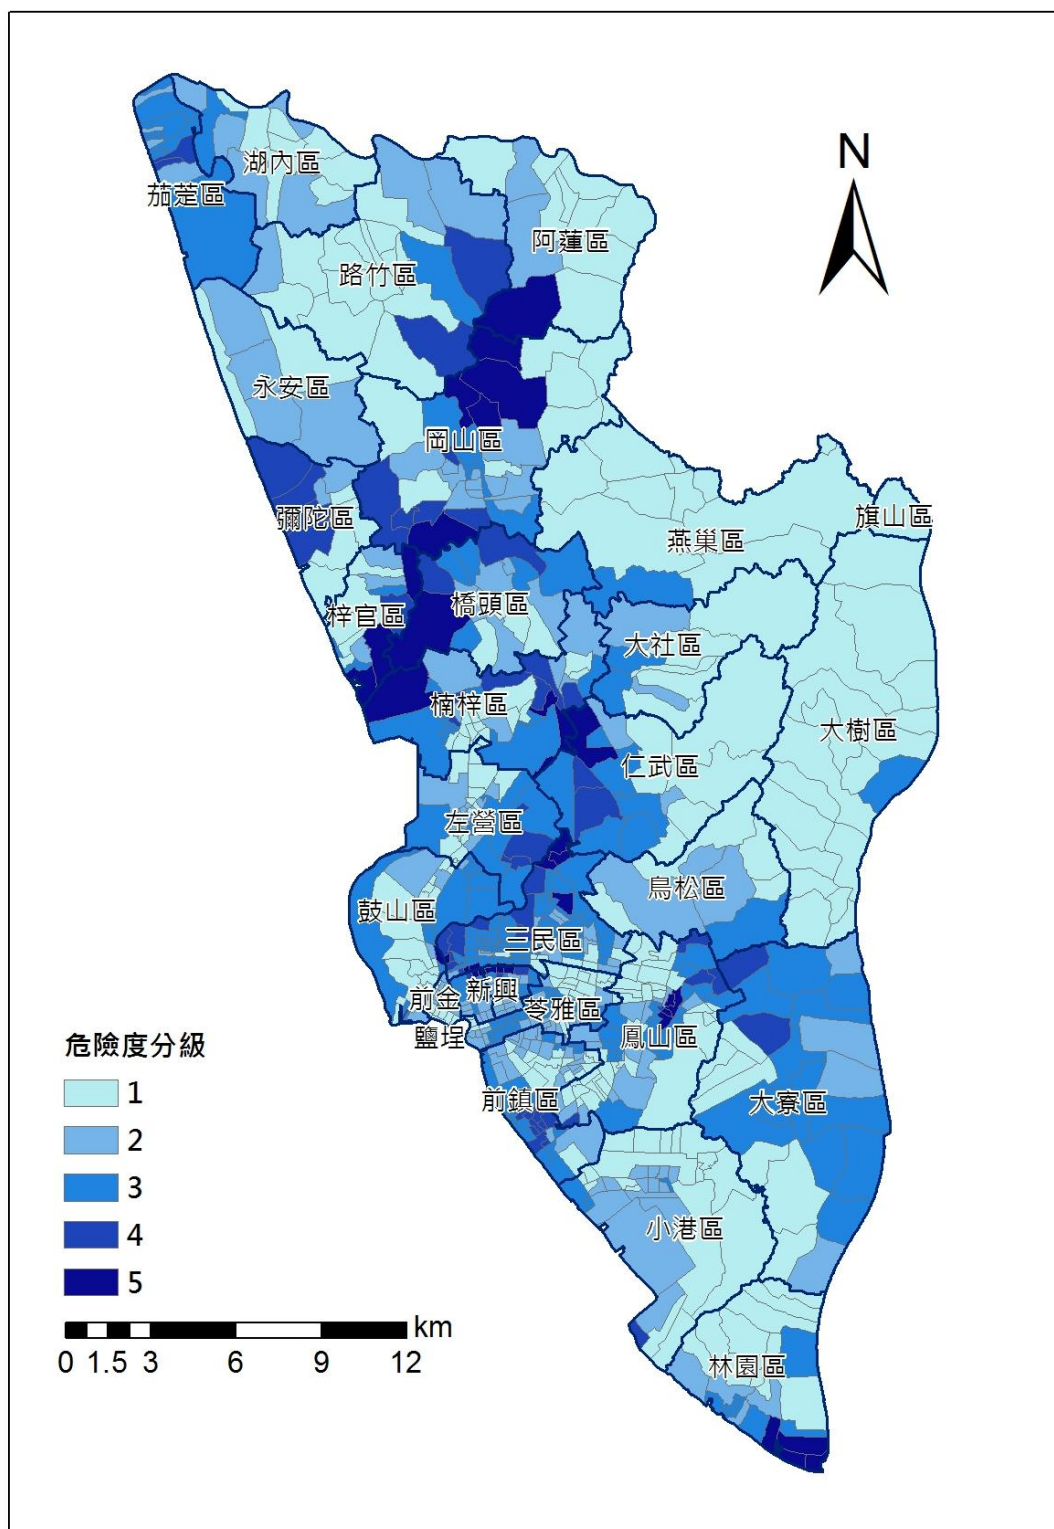 N
湖內區
茄萣區
阿蓮區
路竹區
永安區
岡山區
彌陀區
旗山區
燕巢區
梓官區
橋頭區
大社區
楠梓區
大樹區
仁武區
左營區
鳥松區
鼓山區
三民區
前金
新興
苓雅區
鹽埕
鳳山區
前鎮區
大寮區
小港區
林園區
危險度分級
1
2
3
4
5
km
0 1.5 3 6 9 12